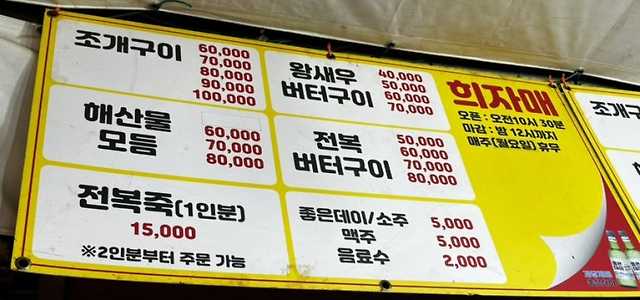 조개구이 60,000
70,000
80,000
90,000
100,000
해산물
모듬
60,000
70,000
80,000
전복죽(1인분)
15,000
※2인분부터 주문 가능
왕새우
버터구이
40,000
50,000
60,000
70,000
전복
버터구이
50,000
60,000
70,000
80,000
좋은데이/소주 5,000
맥주 5,000
음료수 2,000
희자매
오픈 : 오전10시 30분
마감 : 밤 12시까지
매주(월요일)휴무
조개구